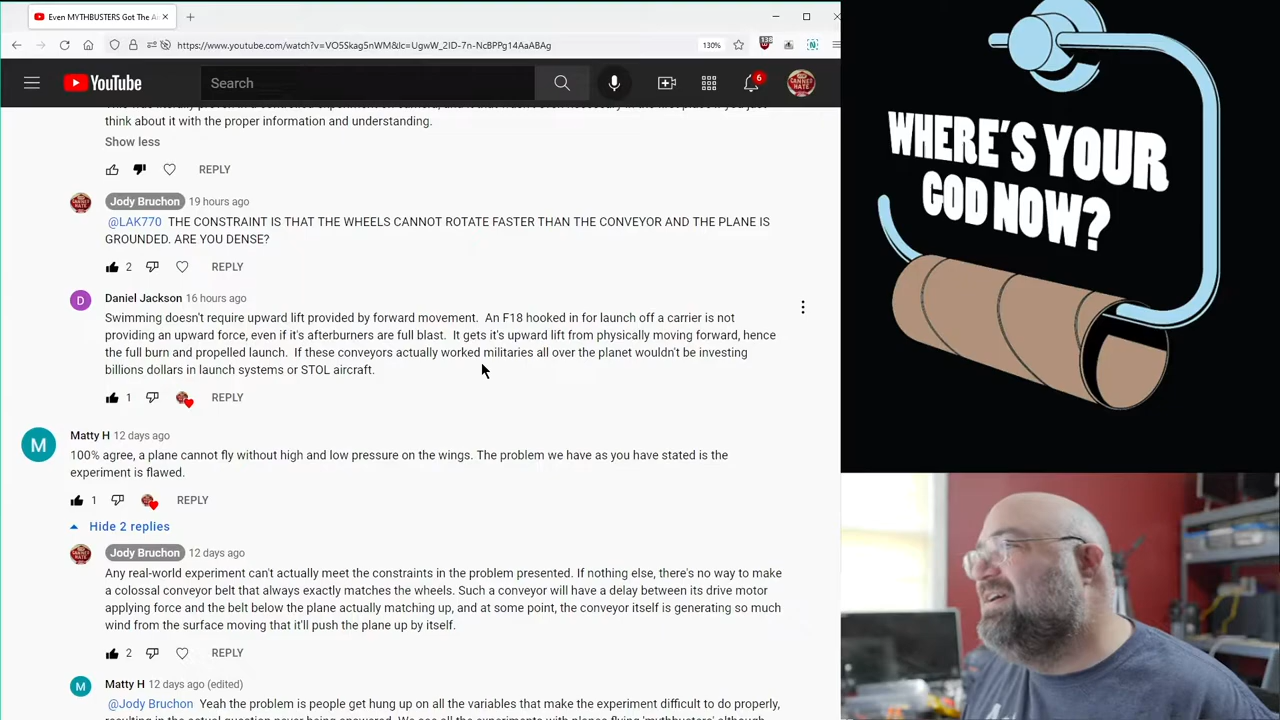 Even MYTHBUSTERS Got The A
https://www.youtube.com/watch?v=VO5Skag5nWM&lc=UgwW_2ID-7n-NcBPPg14AaABAg
130%
138
YouTube
Search
6
think about it with the proper information and understanding.
Show less
REPLY
Jody Bruchon 19 hours ago
@LAK770 THE CONSTRAINT IS THAT THE WHEELS CANNOT ROTATE FASTER THAN THE CONVEYOR AND THE PLANE IS
GROUNDED. ARE YOU DENSE?
2 REPLY
D
Daniel Jackson 16 hours ago
Swimming doesn't require upward lift provided by forward movement. An F18 hooked in for launch off a carrier is not
providing an upward force, even if it's afterburners are full blast. It gets it's upward lift from physically moving forward, hence
the full burn and propelled launch. If these conveyors actually worked militaries all over the planet wouldn't be investing
billions dollars in launch systems or STOL aircraft.
1 REPLY
M
Matty H 12 days ago
100% agree, a plane cannot fly without high and low pressure on the wings. The problem we have as you have stated is the
experiment is flawed.
1 REPLY
Hide 2 replies
Jody Bruchon 12 days ago
Any real-world experiment can't actually meet the constraints in the problem presented. If nothing else, there's no way to make
a colossal conveyor belt that always exactly matches the wheels. Such a conveyor will have a delay between its drive motor
applying force and the belt below the plane actually matching up, and at some point, the conveyor itself is generating so much
wind from the surface moving that it'll push the plane up by itself.
2 REPLY
M
Matty H 12 days ago (edited)
@Jody Bruchon Yeah the problem is people get hung up on all the variables that make the experiment difficult to do properly,
WHERE'S YOUR
GOD NOW?